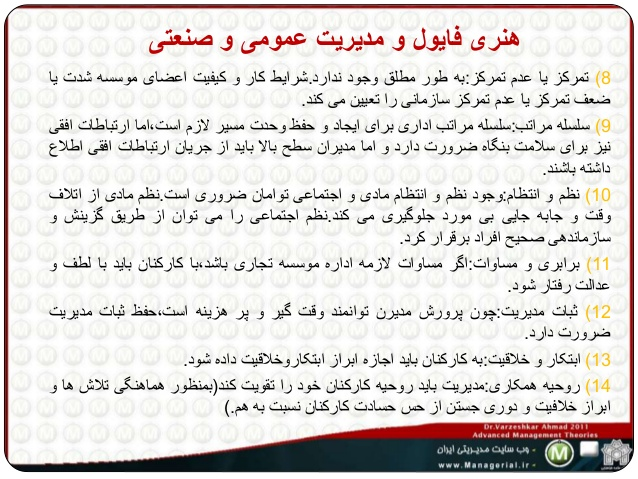 هنری فایول و مدیریت عمومی و صنعتی
8) تمرکز یا عدم تمرکز:به طور مطلق وجود ندارد.شرایط کار و کیفیت اعضای موسسه شدت یا
ضعف تمرکز یا عدم تمرکز سازمانی را تعیین می کند.
9) سلسله مراتب:سلسله مراتب اداری برای ایجاد و حفظ وحدت مسیر لازم است،اما ارتباطات افقی
نیز برای سلامت بنگاه ضرورت دارد و اما مدیران سطح بالا باید از جریان ارتباطات افقی اطلاع
داشته باشند.
10) نظم و انتظام:وجود نظم و انتظام مادی و اجتماعی توامان ضروری است.نظم مادی از اتلاف
وقت و جابه جایی بی مورد جلوگیری می کند.نظم اجتماعی را می توان از طریق گزینش و
سازماندهی صحیح افراد برقرار کرد.
11) برابری و مساوات:اگر مساوات لازمه اداره موسسه تجاری باشد،با کارکنان باید با لطف و
عدالت رفتار شود.
12) ثبات مدیریت:چون پرورش مدیرن توانمند وقت گیر و پر هزینه است،حفظ ثبات مدیریت
ضرورت دارد.
13) ابتکار و خلاقیت:به کارکنان باید اجازه ابراز ابتکاروخلاقیت داده شود.
14) روحیه همکاری:مدیریت باید روحیه کارکنان خود را تقویت کند(بمنظور هماهنگی تلاش ها و
ابراز خلافیت و دوری جستن از حس حسادت کارکنان نسبت به هم.)
Dr.Varzeshkar Ahmad 2011
Advanced Management Theories
- وب سایت مدیریتی ایران
www.Managerial.ir -
M